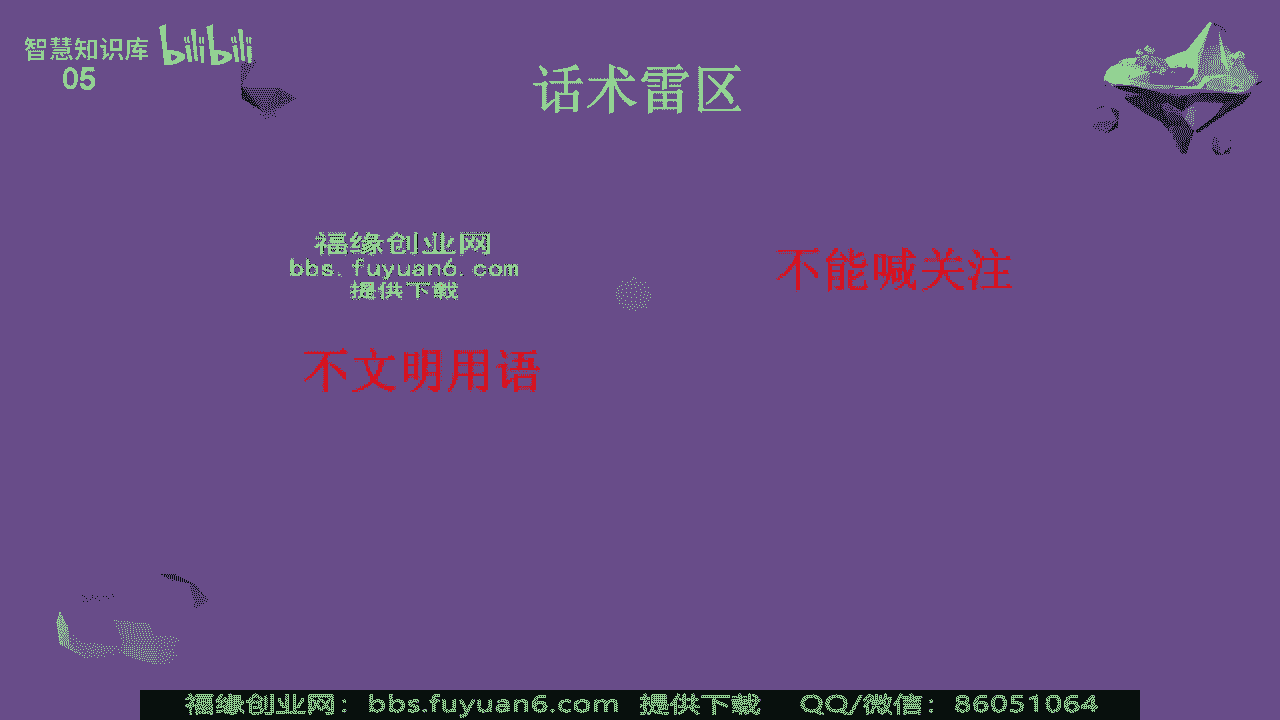 智慧知识库 bilibili
05
话术雷区
福缘创业网
bbs.fuyuan6.com
提供下载
不能喊关注
不文明用语
福缘创业网：bbs.fuyuan6.com 提供下载 QQ/微信：86051064